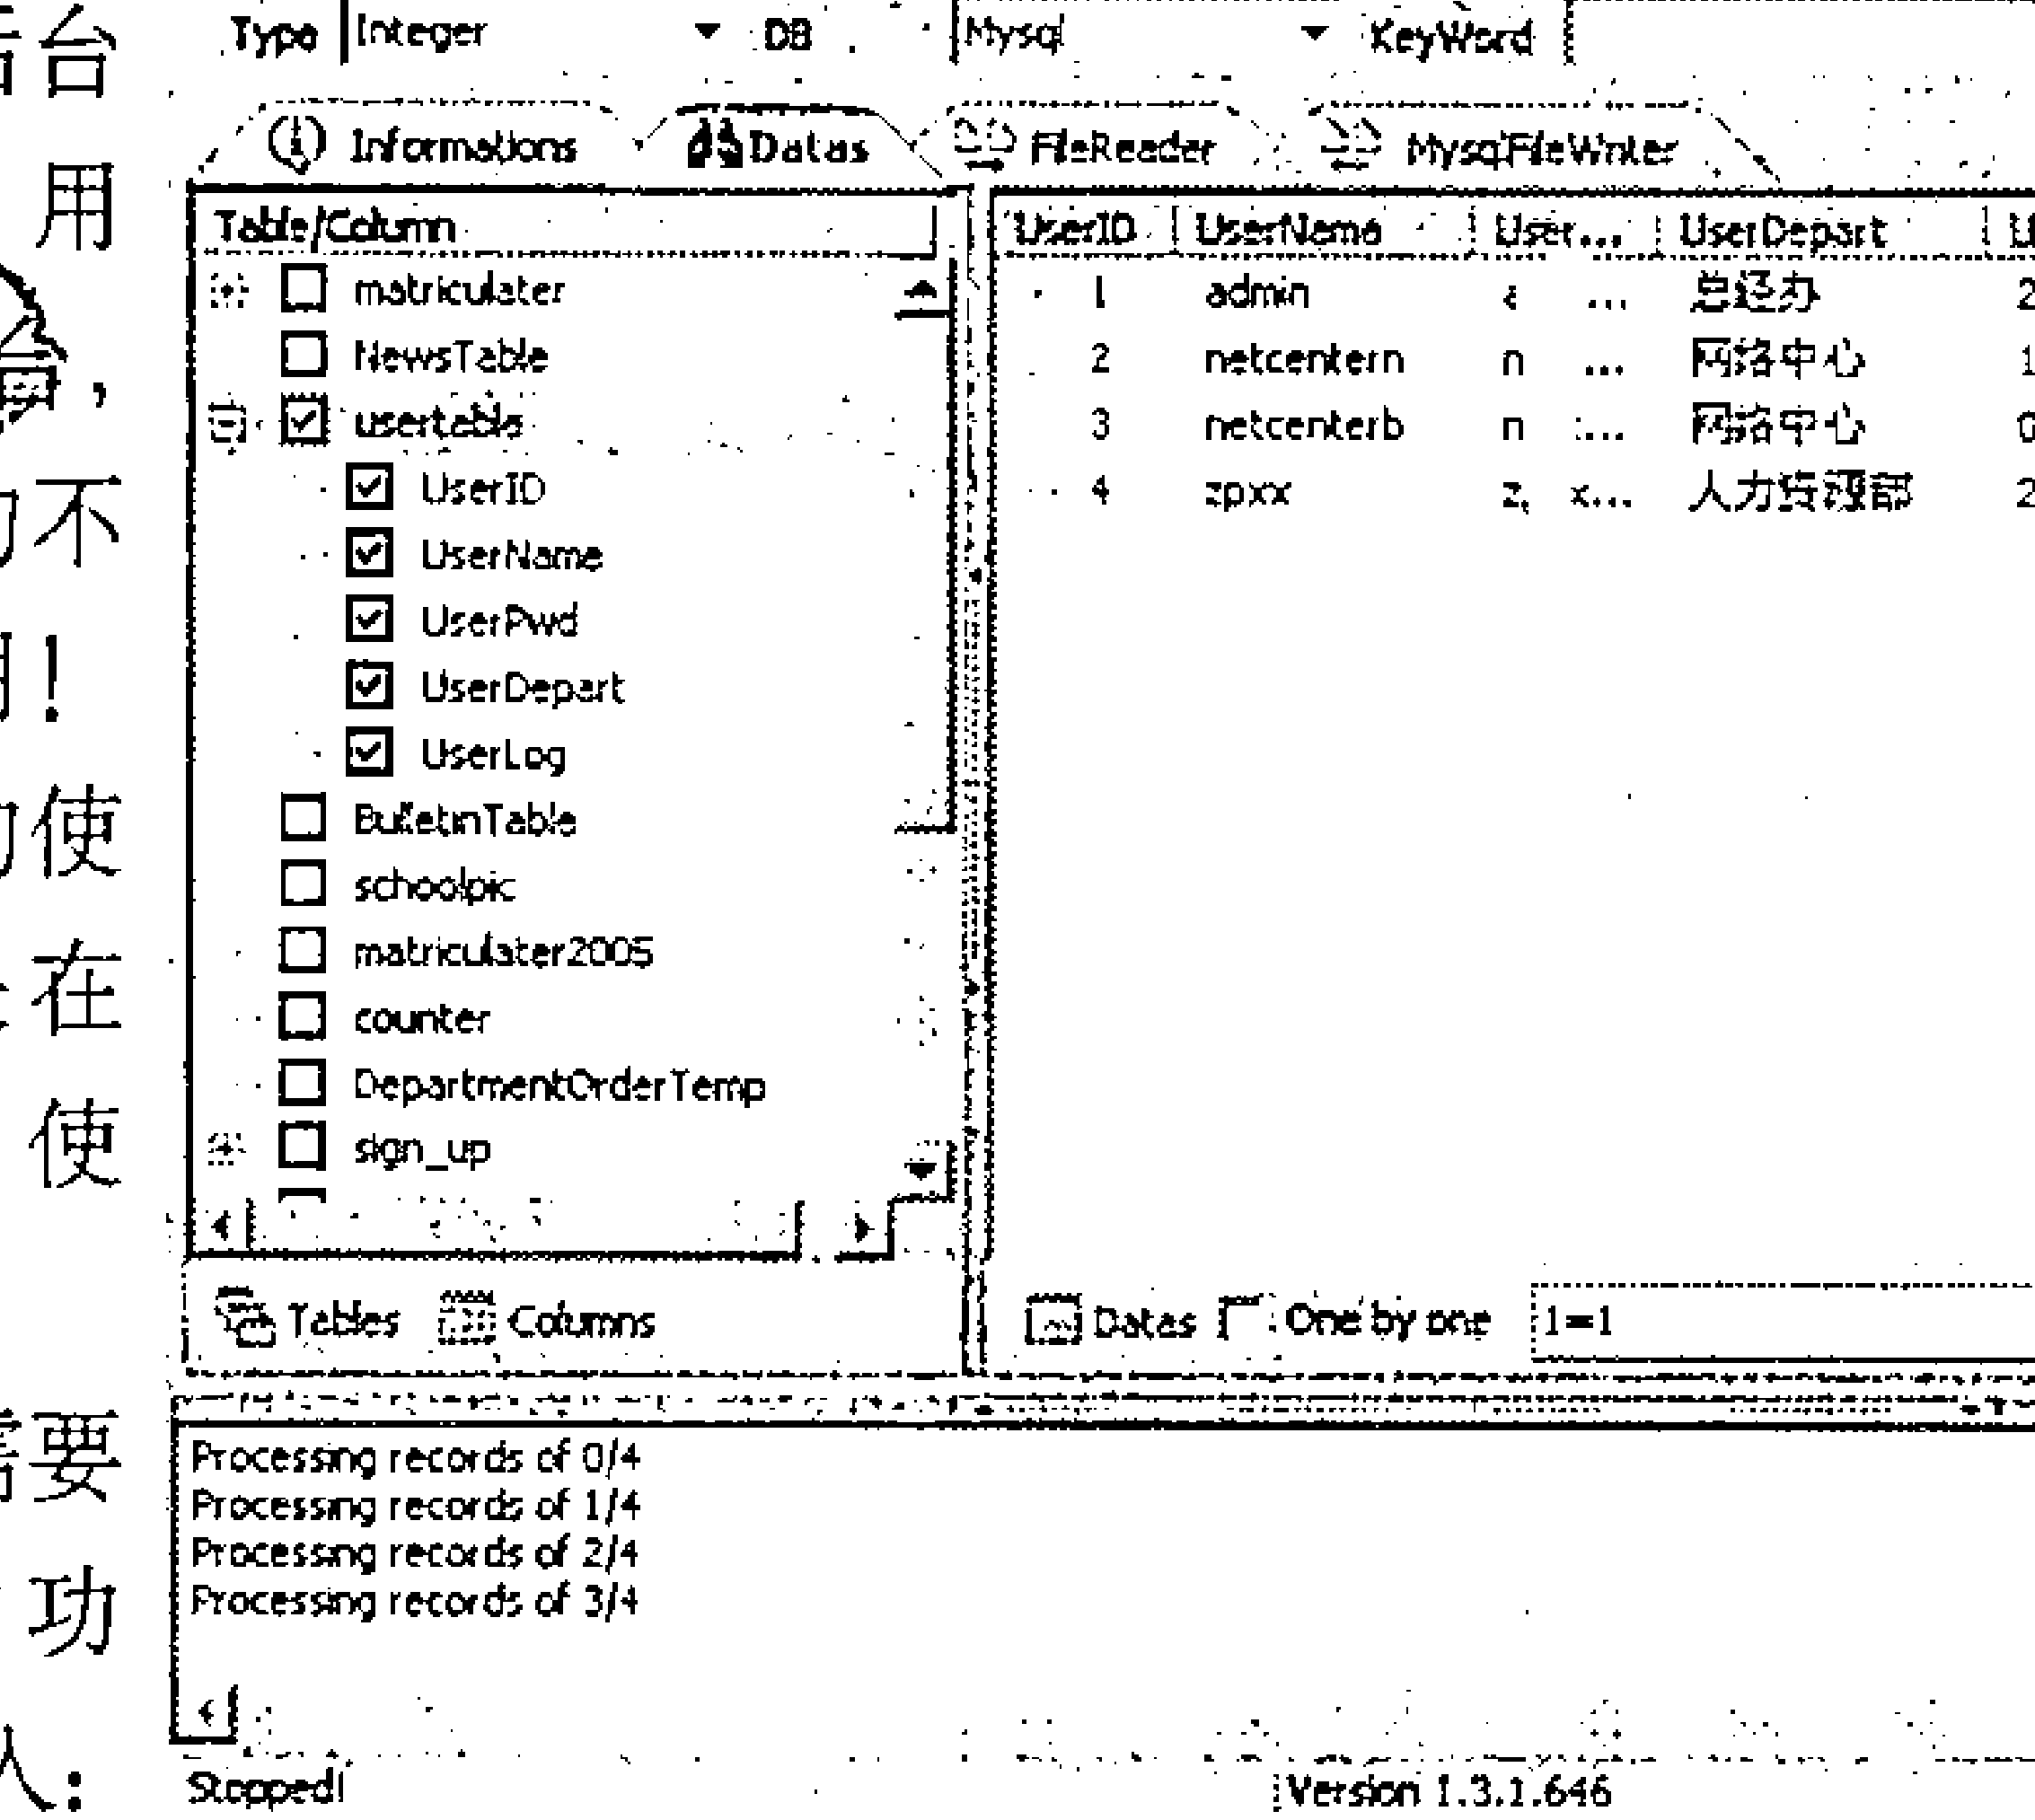 台
用
不
！
使
在
使
要
功
人：
Type Integer DB Mysql KeyWord
Informations Datas FileReader MysqlFileWriter
Table/Column
matriculater
NewsTable
usertable
UserID
UserName
UserPwd
UserDepart
UserLog
BulletinTable
schoolpic
matriculater2005
counter
DepartmentOrderTemp
sign_up
Tables Columns
UserID UserName User... UserDepart U
1 admin ... 总经办 2
2 netcentern n ... 网络中心 1
3 netcenterb n ... 网络中心 0
4 zpxx z x... 人力资源部 2
Datas One by one 1=1
Processing records of 0/4
Processing records of 1/4
Processing records of 2/4
Processing records of 3/4
Stopped! Version 1.3.1.646